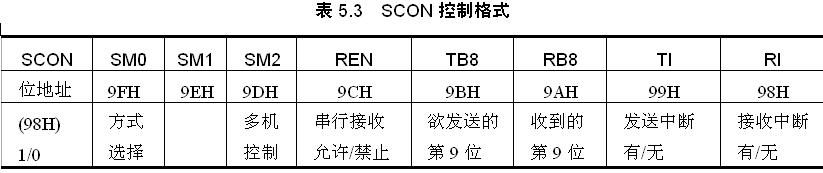 表 5.3 SCON 控制格式
SCON SM0 SM1 SM2 REN TB8 RB8 TI RI
位地址 9FH 9EH 9DH 9CH 9BH 9AH 99H 98H
(98H) 方式 多机 串行接收 欲发送的 收到的 发送中断 接收中断
1/0 选择 控制 允许/禁止 第 9 位 第 9 位 有/无 有/无